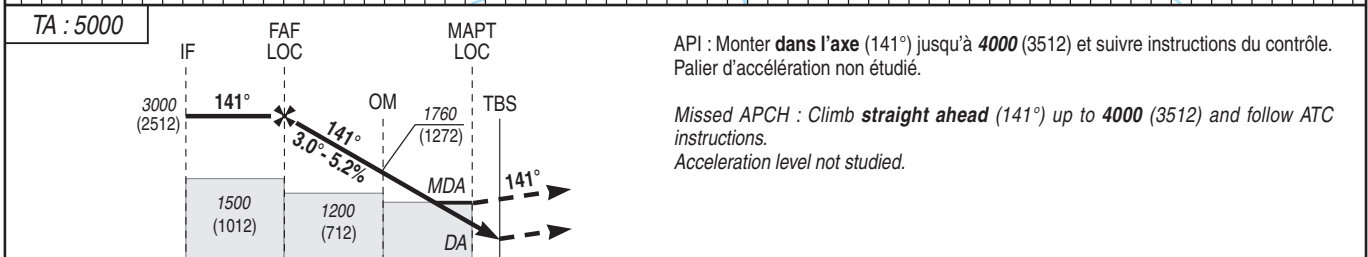 TA : 5000
FAF
MAPT
IF
LOC
LOC
3000
(2512)
141°
OM
1760
(1272)
TBS
141°
3.0°- 5.2%
1500
(1012)
1200
(712)
MDA
141°
DA
API : Monter dans l'axe (141°) jusqu'à 4000 (3512) et suivre instructions du contrôle.
Palier d'accélération non étudié.
Missed APCH : Climb straight ahead (141°) up to 4000 (3512) and follow ATC
instructions.
Acceleration level not studied.